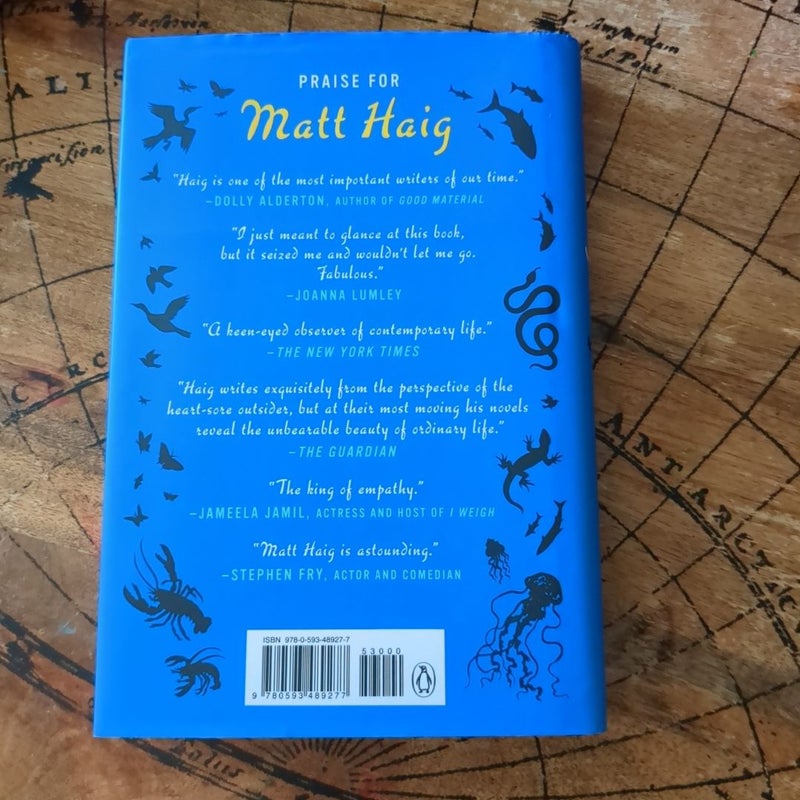 PRAISE FOR
Matt Haig
"Haig is one of the most important writers of our time."
–DOLLY ALDERTON, AUTHOR OF GOOD MATERIAL
"I just meant to glance at this book,
but it seized me and wouldn't let me go.
Fabulous."
–JOANNA LUMLEY
"A keen-eyed observer of contemporary life."
–THE NEW YORK TIMES
"Haig writes exquisitely from the perspective of the
heart-sore outsider, but at their most moving his novels
reveal the unbearable beauty of ordinary life."
–THE GUARDIAN
"The king of empathy."
–JAMEELA JAMIL, ACTRESS AND HOST OF I WEIGH
"Matt Haig is astounding."
–STEPHEN FRY, ACTOR AND COMEDIAN
ISBN 978-0-593-48927-7
53000
9 780593 489277
ALIS
I. Amsterdam
S. Paul
CIRC
ANTARCTIC